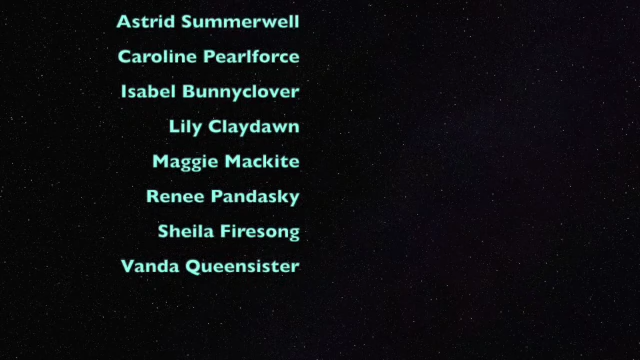 Astrid Summerwell
Caroline Pearlforce
Isabel Bunnyclover
Lily Claydawn
Maggie Mackite
Renee Pandasky
Sheila Firesong
Vanda Queensister